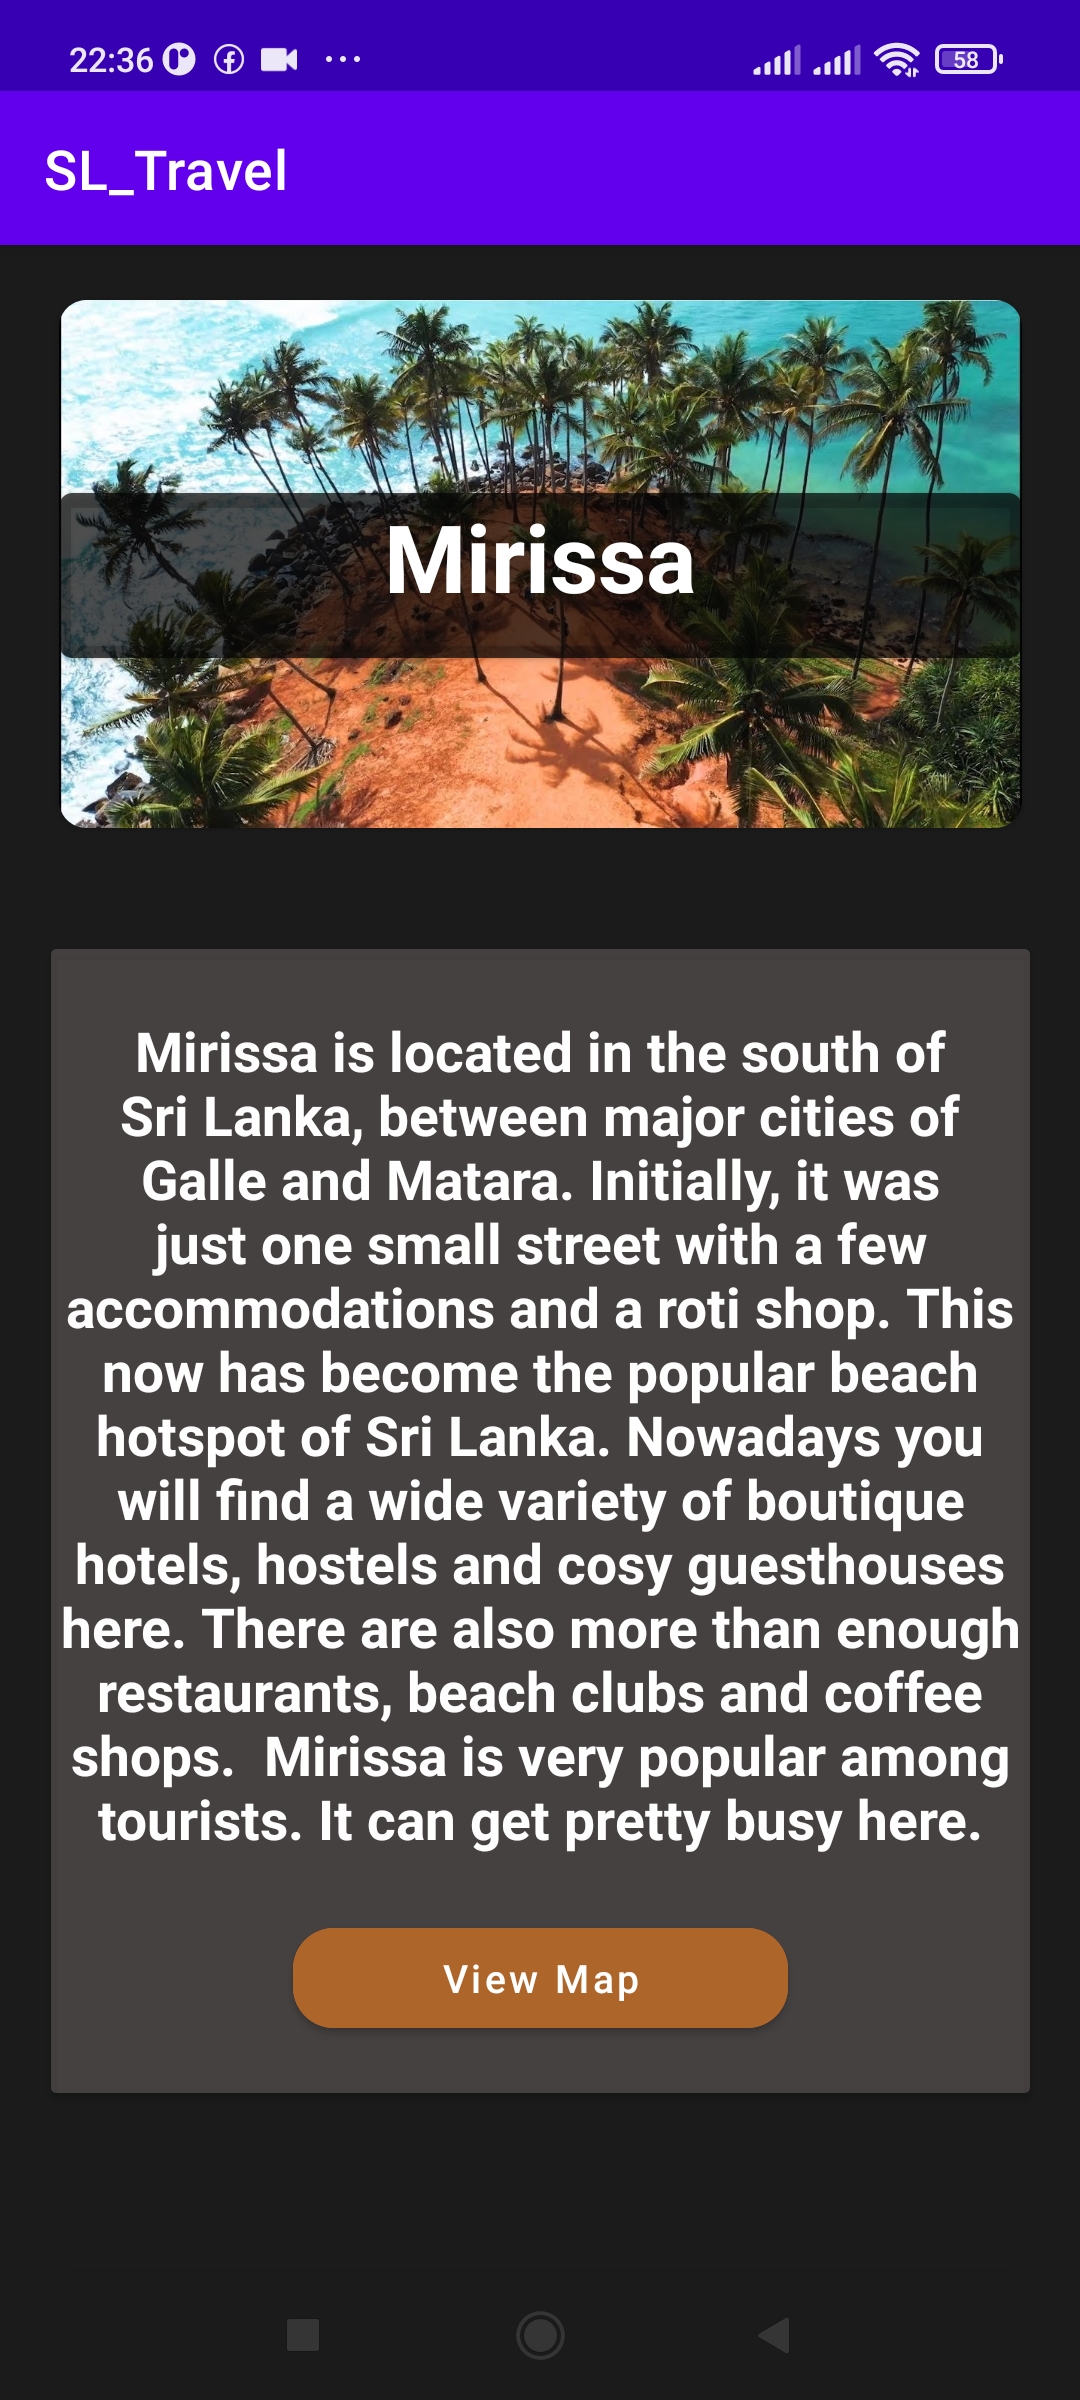 22:36
58
SL_Travel
Mirissa
Mirissa is located in the south of
Sri Lanka, between major cities of
Galle and Matara. Initially, it was
just one small street with a few
accommodations and a roti shop. This
now has become the popular beach
hotspot of Sri Lanka. Nowadays you
will find a wide variety of boutique
hotels, hostels and cosy guesthouses
here. There are also more than enough
restaurants, beach clubs and coffee
shops.  Mirissa is very popular among
tourists. It can get pretty busy here.
View Map